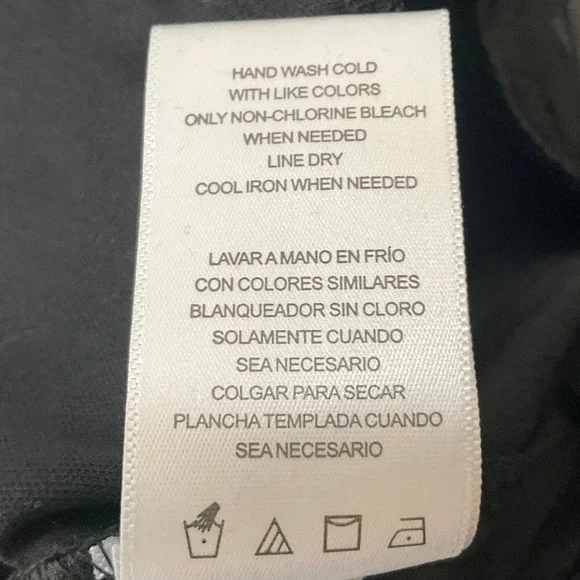 HAND WASH COLD
WITH LIKE COLORS
ONLY NON-CHLORINE BLEACH
WHEN NEEDED
LINE DRY
COOL IRON WHEN NEEDED
LAVAR A MANO EN FRÍO
CON COLORES SIMILARES
BLANQUEADOR SIN CLORO
SOLAMENTE CUANDO
SEA NECESARIO
COLGAR PARA SECAR
PLANCHA TEMPLADA CUANDO
SEA NECESARIO